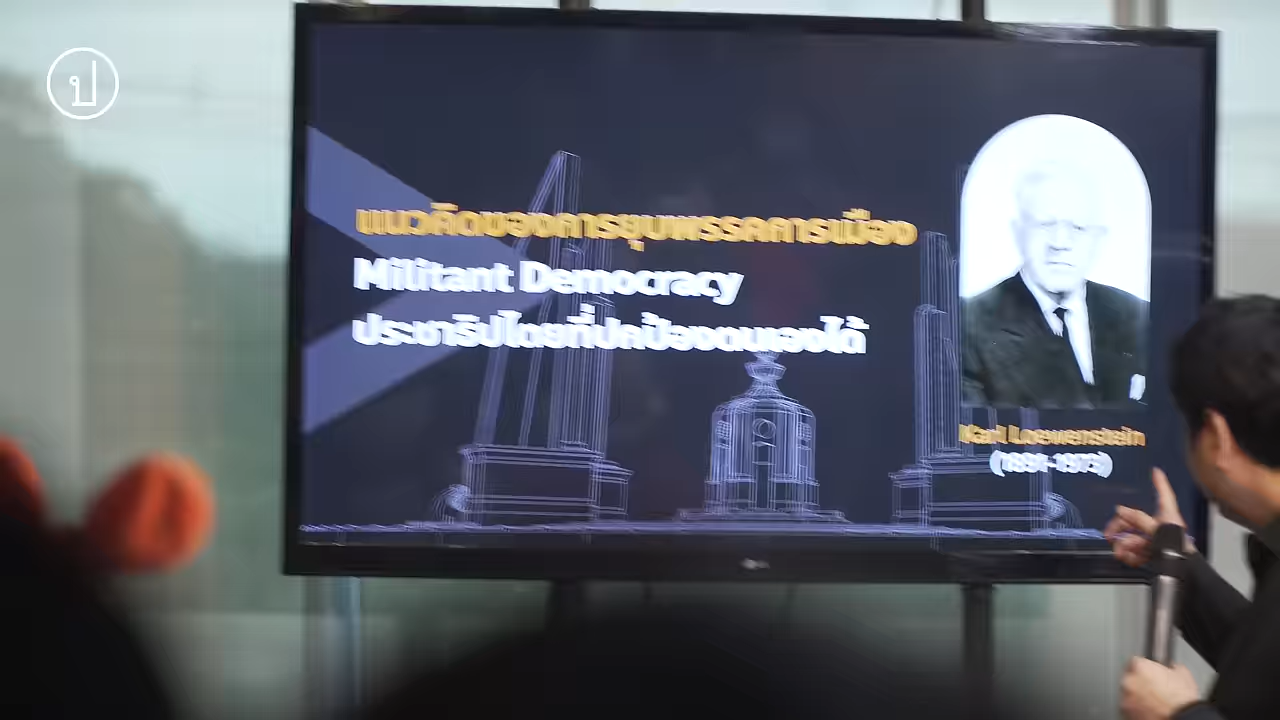 ป
แนวคิดของการยุบพรรคการเมือง
Militant Democracy
ประชาธิปไตยที่ปกป้องตนเองได้
Karl Loewenstein
(1891-1973)